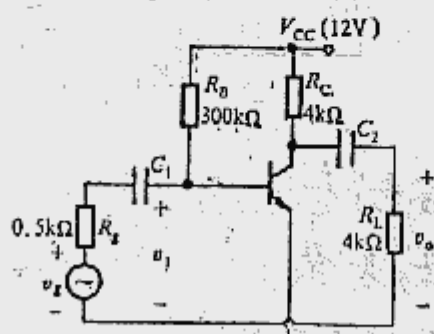 V_CC (12V)
R_B
300kΩ
R_C
4kΩ
C_1
C_2
+
0.5kΩ
R_s
+
v_s
−
+
v_i
−
R_L
4kΩ
+
v_o
−